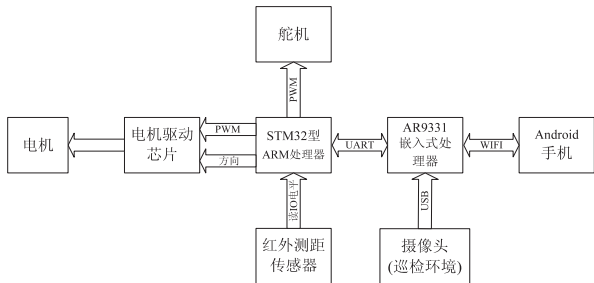 舵机
PWM
电机
电机驱动
芯片
PWM
方向
STM32型
ARM处理器
UART
AR9331
嵌入式处
理器
WIFI
Android
手机
读IO电平
USB
红外测距
传感器
摄像头
(巡检环境)